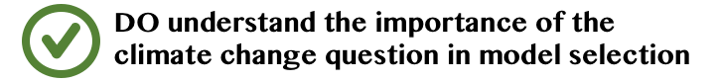 DO understand the importance of the
climate change question in model selection